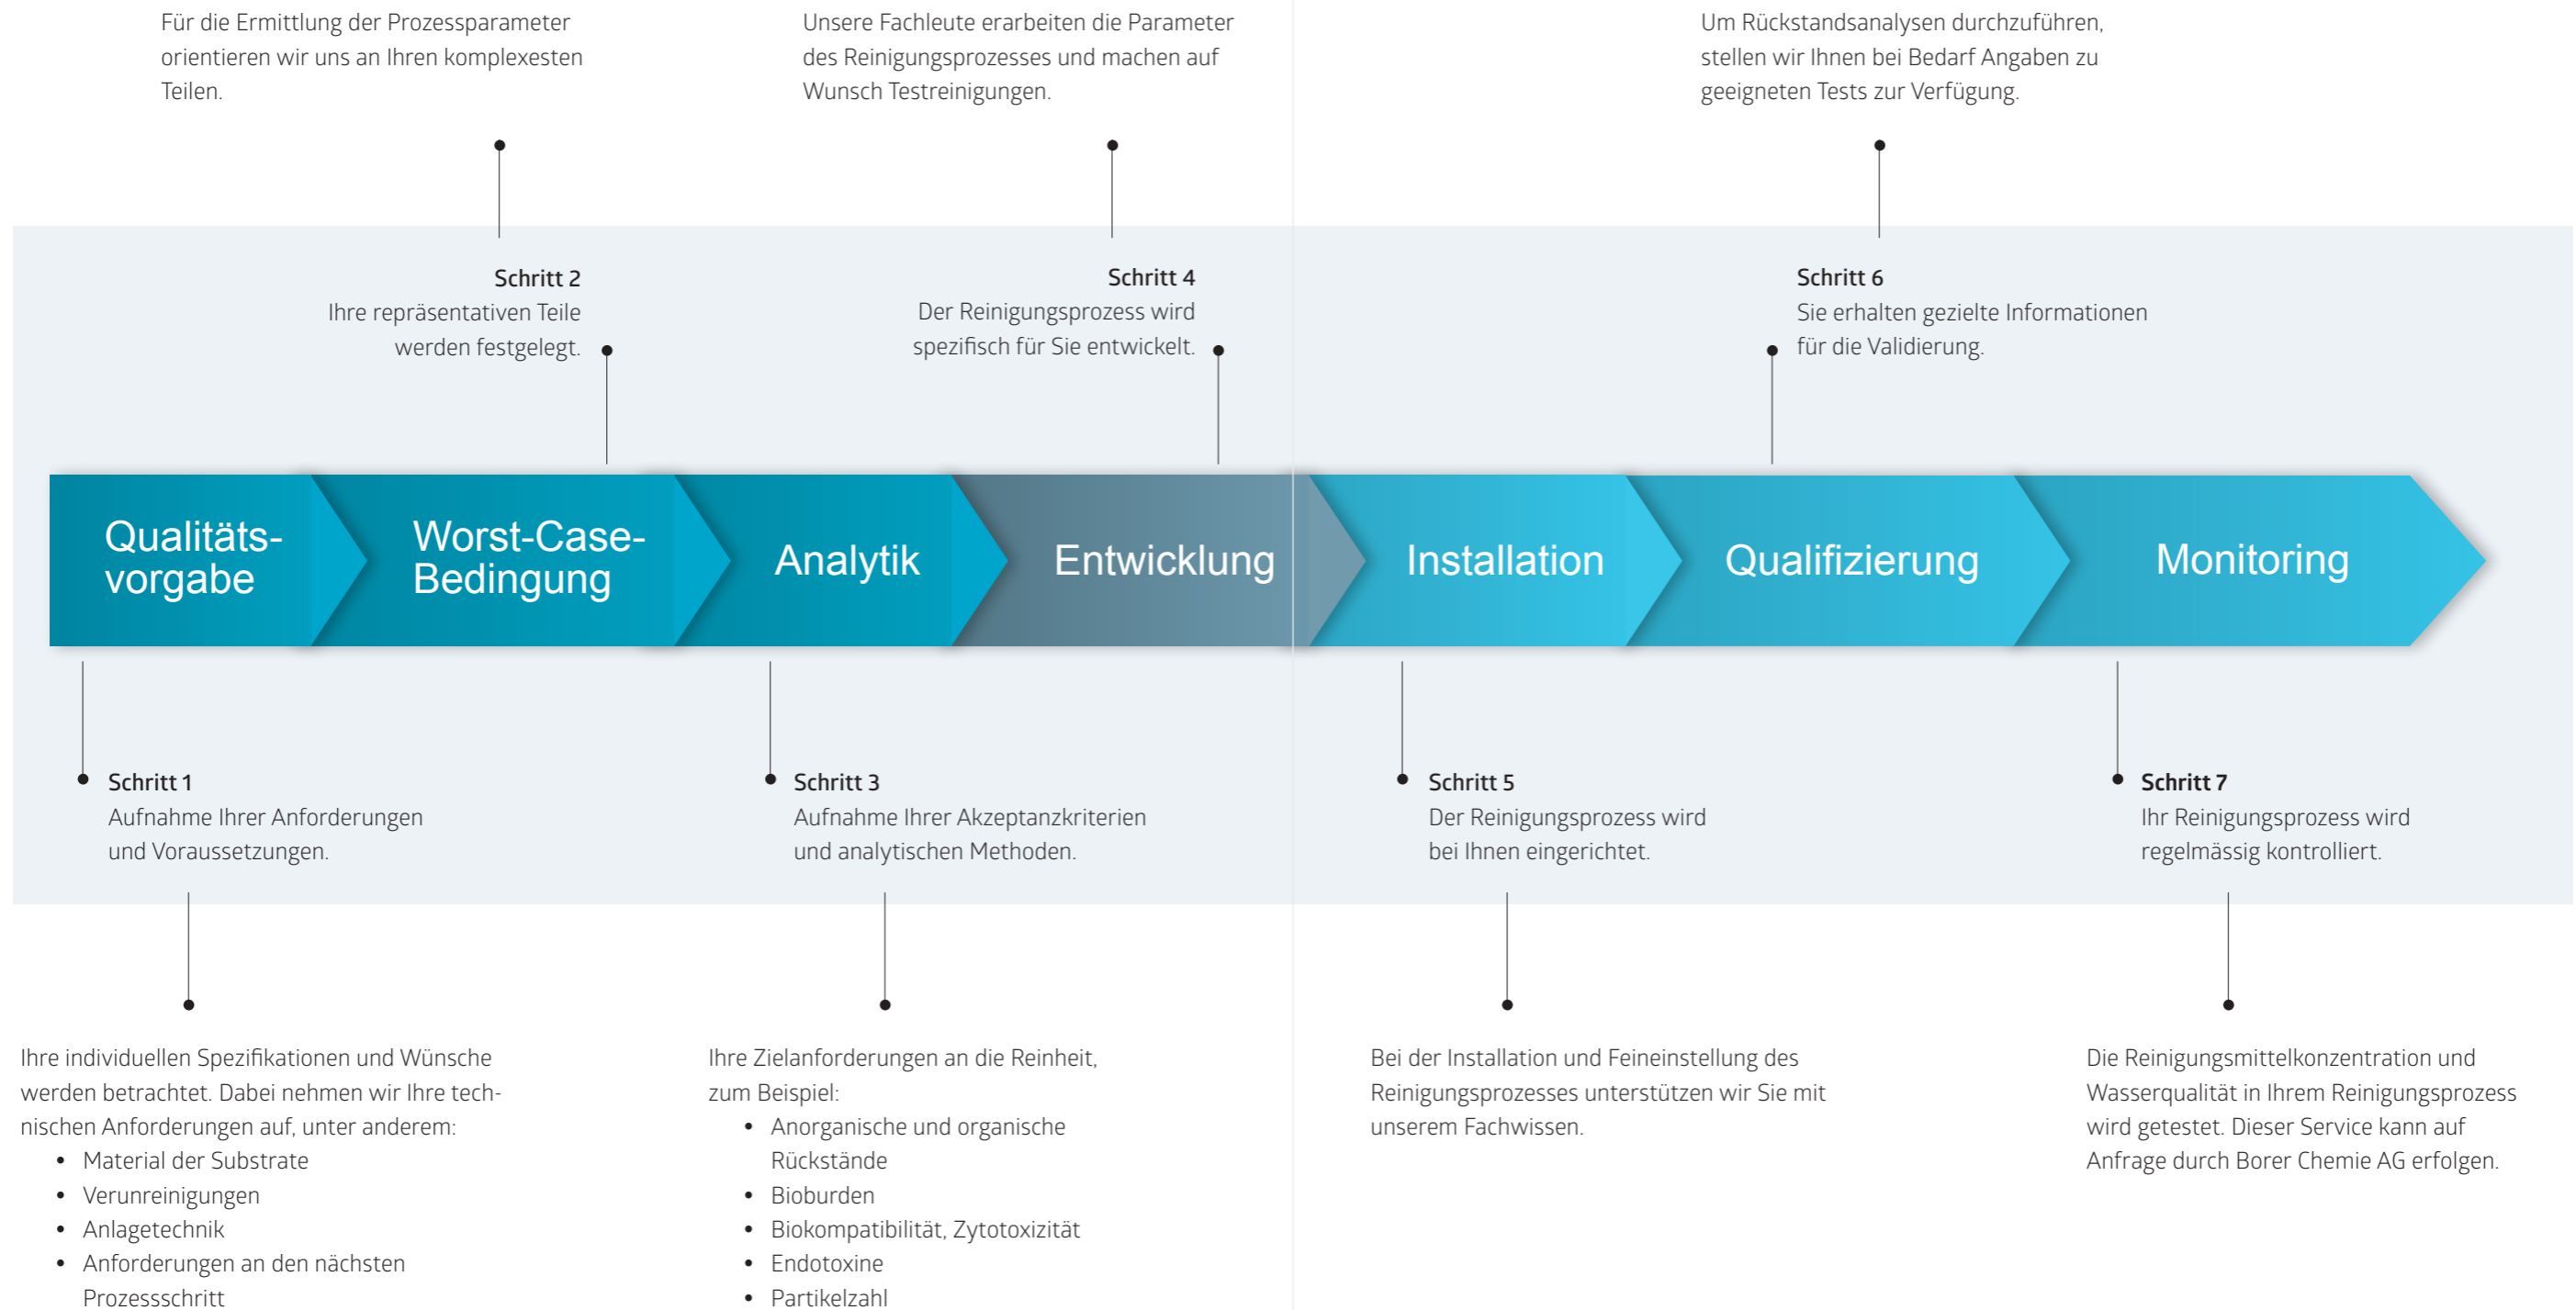 Für die Ermittlung der Prozessparameter
orientieren wir uns an Ihren komplexesten
Teilen.
Unsere Fachleute erarbeiten die Parameter
des Reinigungsprozesses und machen auf
Wunsch Testreinigungen.
Um Rückstandsanalysen durchzuführen,
stellen wir Ihnen bei Bedarf Angaben zu
geeigneten Tests zur Verfügung.
Schritt 2
Ihre repräsentativen Teile
werden festgelegt.
Schritt 4
Der Reinigungsprozess wird
spezifisch für Sie entwickelt.
Schritt 6
Sie erhalten gezielte Informationen
für die Validierung.
Qualitäts-
vorgabe
Worst-Case-
Bedingung
Analytik
Entwicklung
Installation
Qualifizierung
Monitoring
Schritt 1
Aufnahme Ihrer Anforderungen
und Voraussetzungen.
Schritt 3
Aufnahme Ihrer Akzeptanzkriterien
und analytischen Methoden.
Schritt 5
Der Reinigungsprozess wird
bei Ihnen eingerichtet.
Schritt 7
Ihr Reinigungsprozess wird
regelmässig kontrolliert.
Ihre individuellen Spezifikationen und Wünsche
werden betrachtet. Dabei nehmen wir Ihre tech-
nischen Anforderungen auf, unter anderem:
• Material der Substrate
• Verunreinigungen
• Anlagetechnik
• Anforderungen an den nächsten
Prozessschritt
Ihre Zielanforderungen an die Reinheit,
zum Beispiel:
• Anorganische und organische
Rückstände
• Bioburden
• Biokompatibilität, Zytotoxizität
• Endotoxine
• Partikelzahl
Bei der Installation und Feineinstellung des
Reinigungsprozesses unterstützen wir Sie mit
unserem Fachwissen.
Die Reinigungsmittelkonzentration und
Wasserqualität in Ihrem Reinigungsprozess
wird getestet. Dieser Service kann auf
Anfrage durch Borer Chemie AG erfolgen.